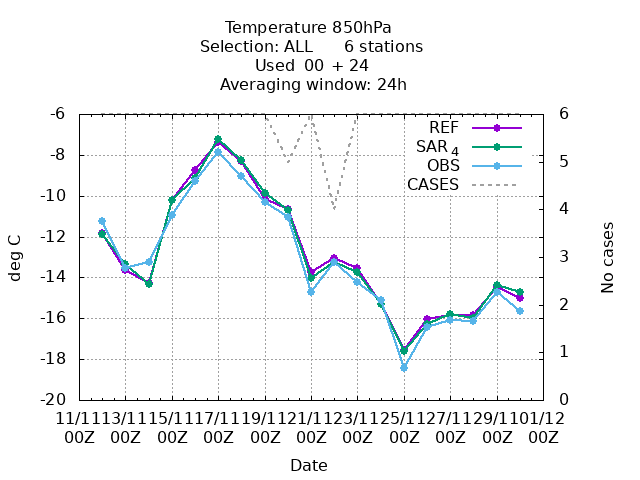 Temperature 850hPa
Selection: ALL 6 stations
Used 00 + 24
Averaging window: 24h
REF
SAR 4
OBS
CASES
-6
-8
-10
-12
-14
-16
-18
-20
deg C
6
5
4
3
2
1
0
No cases
11/11 13/11 15/11 17/11 19/11 21/11 23/11 25/11 27/11 29/11 01/12
00Z 00Z 00Z 00Z 00Z 00Z 00Z 00Z 00Z 00Z 00Z
Date